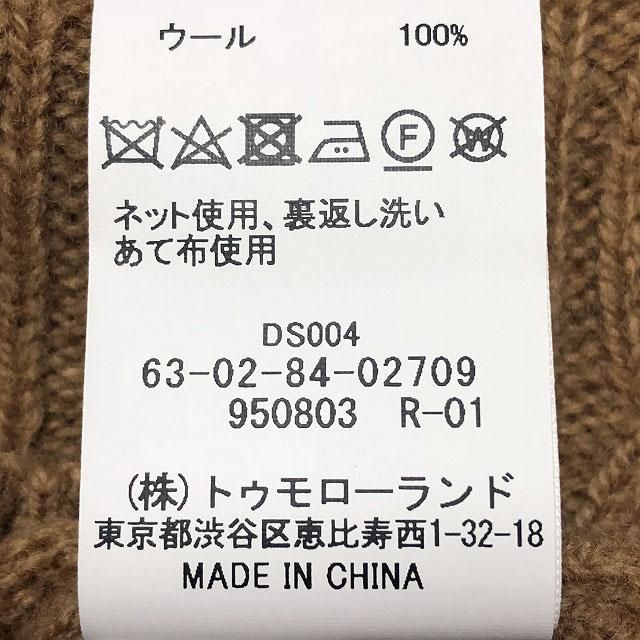 ウール 100%
F W
ネット使用、裏返し洗い
あて布使用
DS004
63-02-84-02709
950803 R-01
(株)トゥモローランド
東京都渋谷区恵比寿西1-32-18
MADE IN CHINA